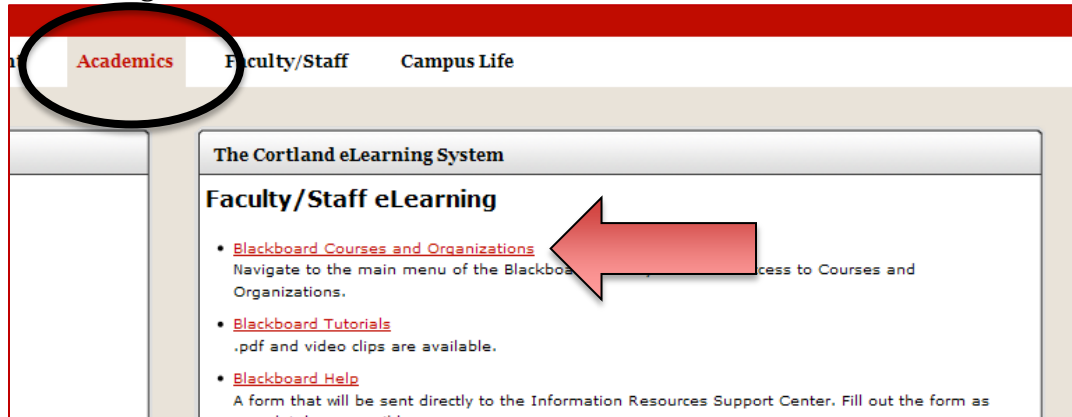 Academics Faculty/Staff Campus Life
The Cortland eLearning System
Faculty/Staff eLearning
• Blackboard Courses and Organizations
Navigate to the main menu of the cess to Courses and
Organizations.
• Blackboard Tutorials
.pdf and video clips are available.
• Blackboard Help
A form that will be sent directly to the Information Resources Support Center. Fill out the form as